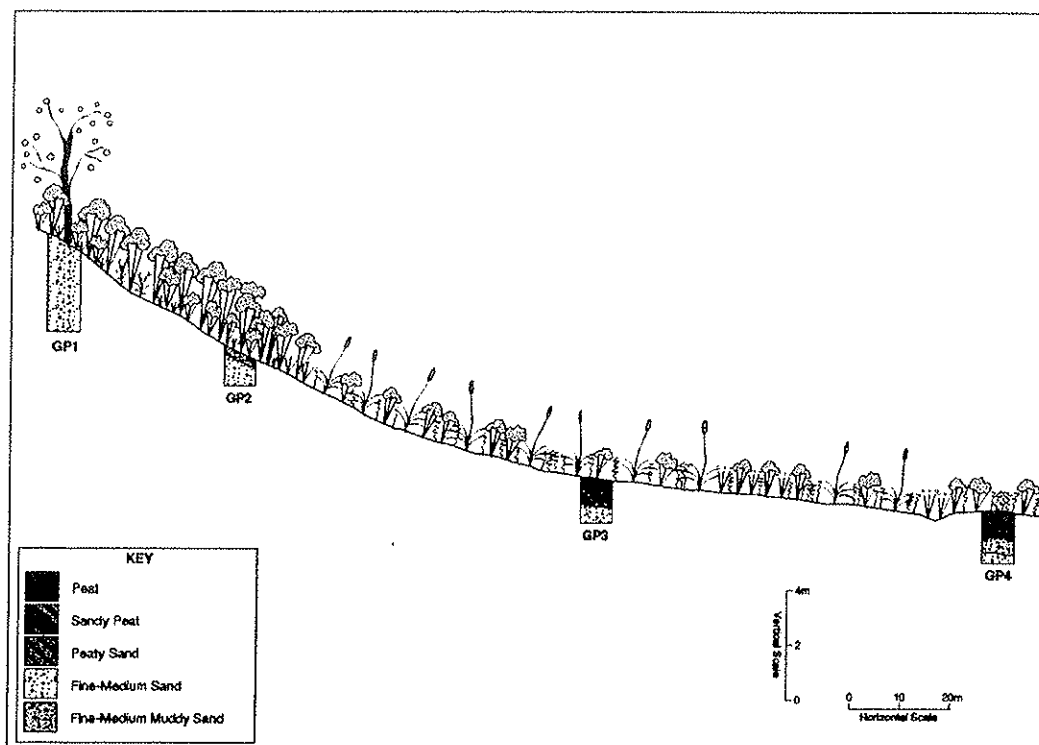 GP1
GP2
GP3
GP4
KEY
Peat
Sandy Peat
Peaty Sand
Fine-Medium Sand
Fine-Medium Muddy Sand
4m
2
0
Vertical Scale
0 10 20m
Horizontal Scale